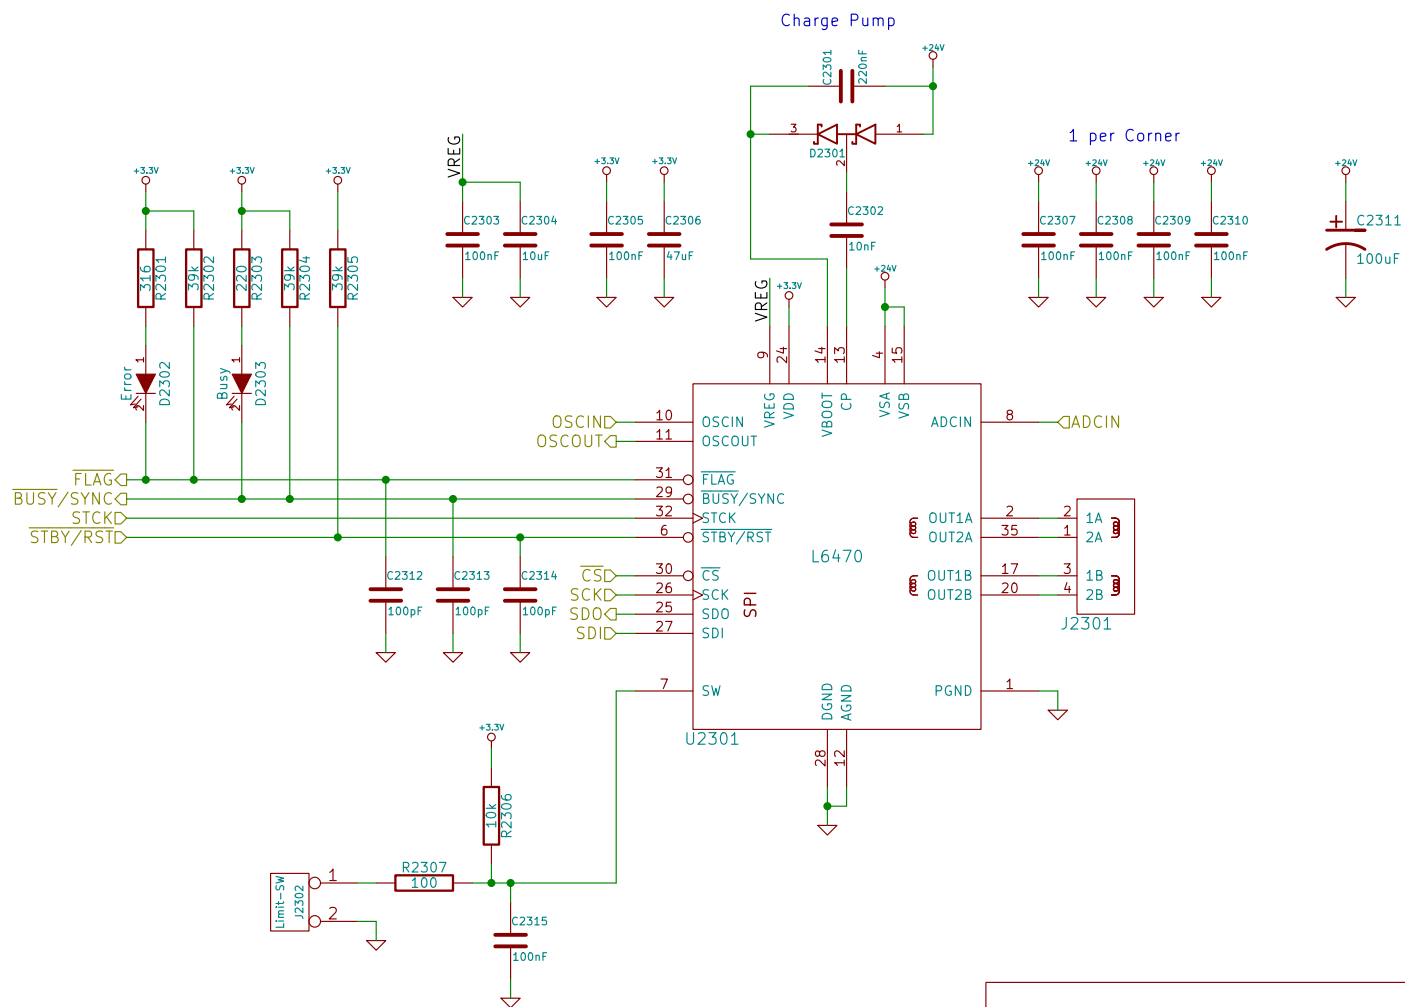 Charge Pump
+24V
C2301
220nF
3
1
D2301
2
1 per Corner
VREG
+3.3V
+3.3V
+3.3V
+3.3V
+3.3V
+24V
+24V
+24V
+24V
+24V
316
R2301
39k
R2302
220
R2303
39k
R2304
39k
R2305
C2303
100nF
C2304
10uF
C2305
100nF
C2306
47uF
C2302
10nF
C2307
100nF
C2308
100nF
C2309
100nF
C2310
100nF
C2311
100uF
VREG
+3.3V
+24V
9
24
14
13
4
15
Error
1
2
D2302
Busy
1
2
D2303
VREG
VDD
VBOOT
CP
VSA
VSB
OSCIN
10
OSCIN
OSCOUT
11
OSCOUT
ADCIN
8
ADCIN
FLAG
31
FLAG
BUSY/SYNC
29
BUSY/SYNC
STCK
32
STCK
STBY/RST
6
STBY/RST
OUT1A
2
2
1A
OUT2A
35
1
2A
L6470
OUT1B
17
3
1B
OUT2B
20
4
2B
J2301
C2312
100pF
C2313
100pF
C2314
100pF
CS
30
CS
SCK
26
SCK
SDO
25
SDO
SDI
27
SDI
SPI
7
SW
PGND
1
DGND
AGND
U2301
28
12
+3.3V
10k
R2306
R2307
100
Limit-SW
J2302
1
2
C2315
100nF